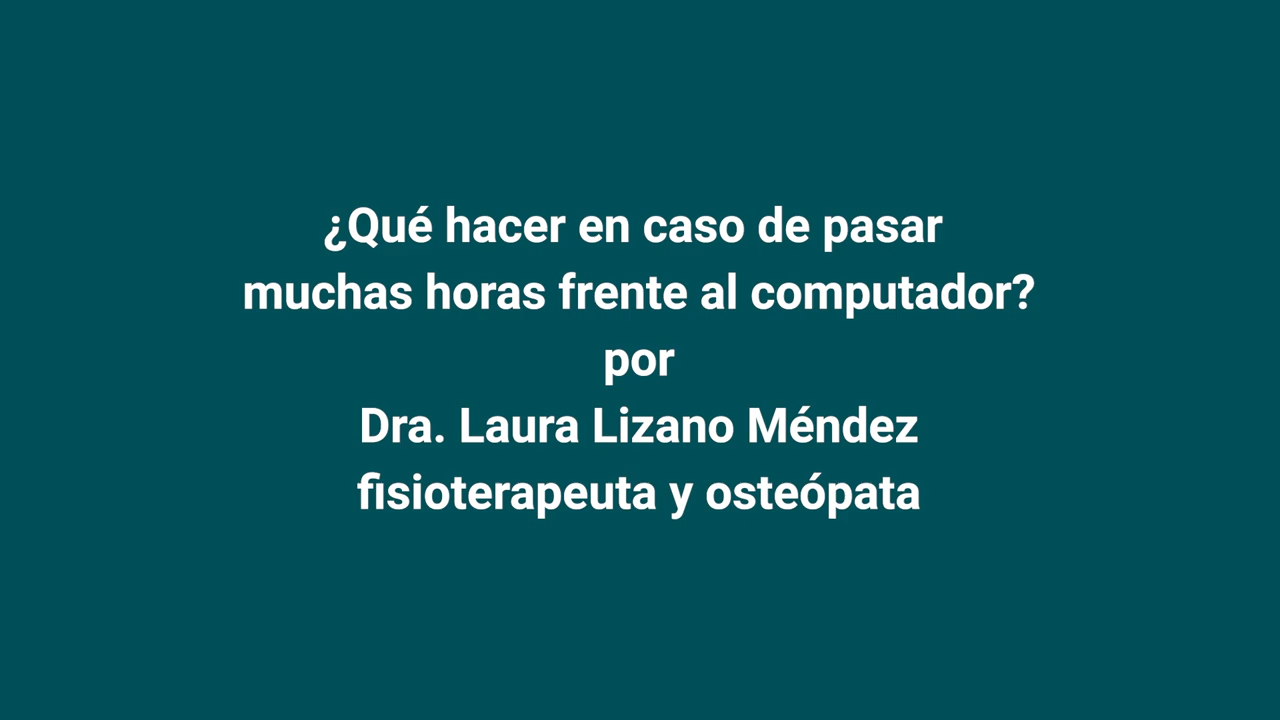 ¿Qué hacer en caso de pasar
muchas horas frente al computador?
por
Dra. Laura Lizano Méndez
fisioterapeuta y osteópata